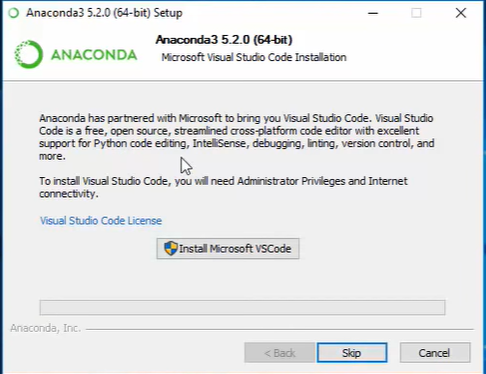 Anaconda3 5.2.0 (64-bit) Setup
Anaconda3 5.2.0 (64-bit)
Microsoft Visual Studio Code Installation
ANACONDA
Anaconda has partnered with Microsoft to bring you Visual Studio Code. Visual Studio
Code is a free, open source, streamlined cross-platform code editor with excellent
support for Python code editing, IntelliSense, debugging, linting, version control, and
more.
To install Visual Studio Code, you will need Administrator Privileges and Internet
connectivity.
Visual Studio Code License
Install Microsoft VSCode
Anaconda, Inc.
< Back
Skip
Cancel